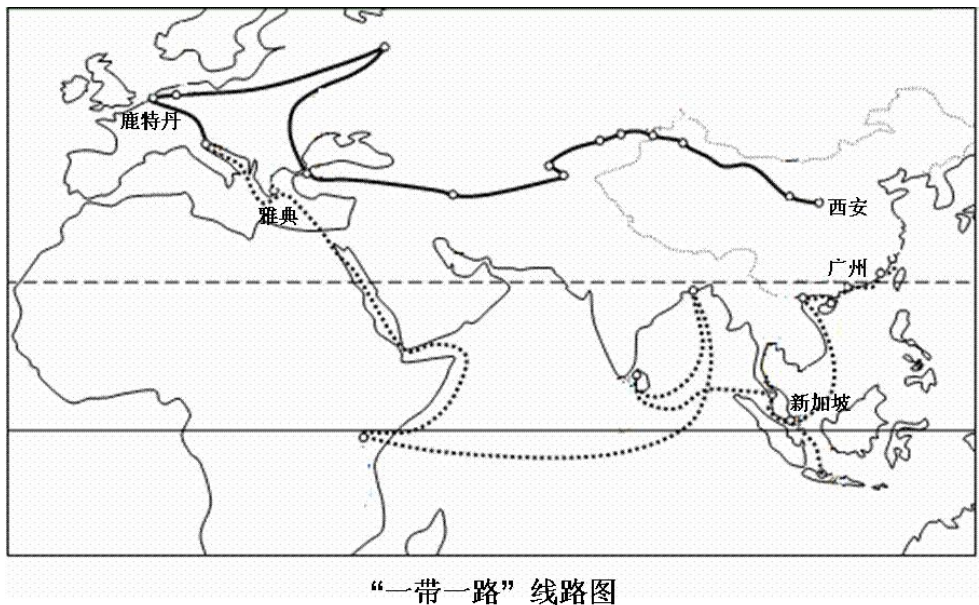 鹿特丹
雅典
西安
广州
新加坡
“一带一路”线路图